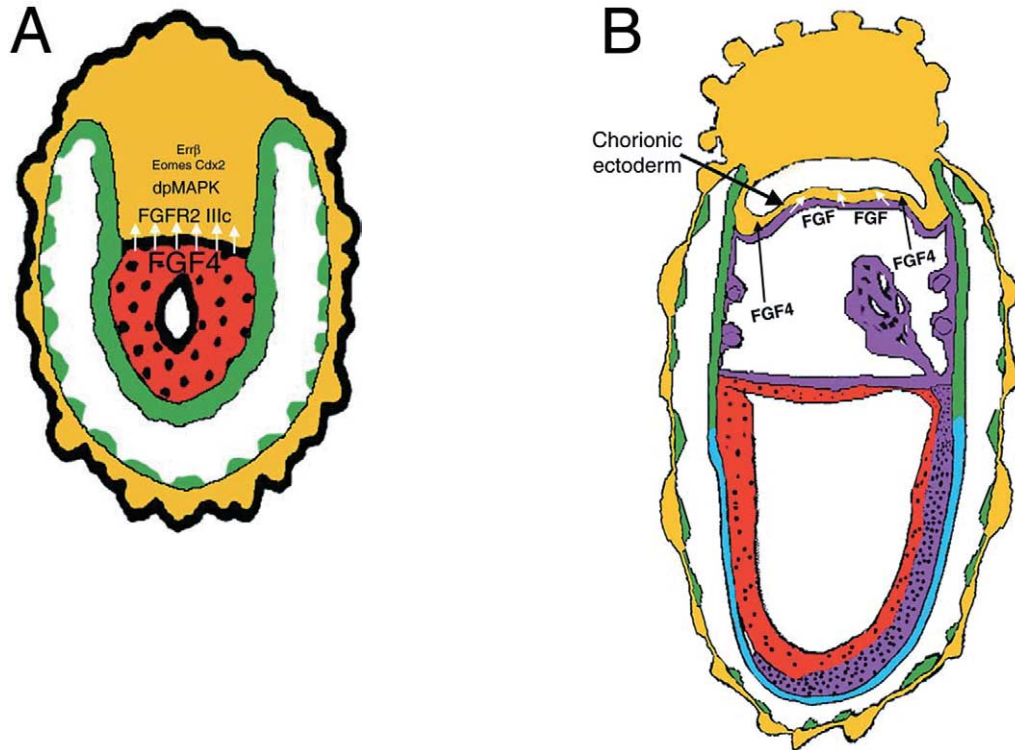 A
Errβ
Eomes Cdx2
dpMAPK
FGFR2 IIIc
FGF4
B
Chorionic
ectoderm
FGF FGF
FGF4
FGF4